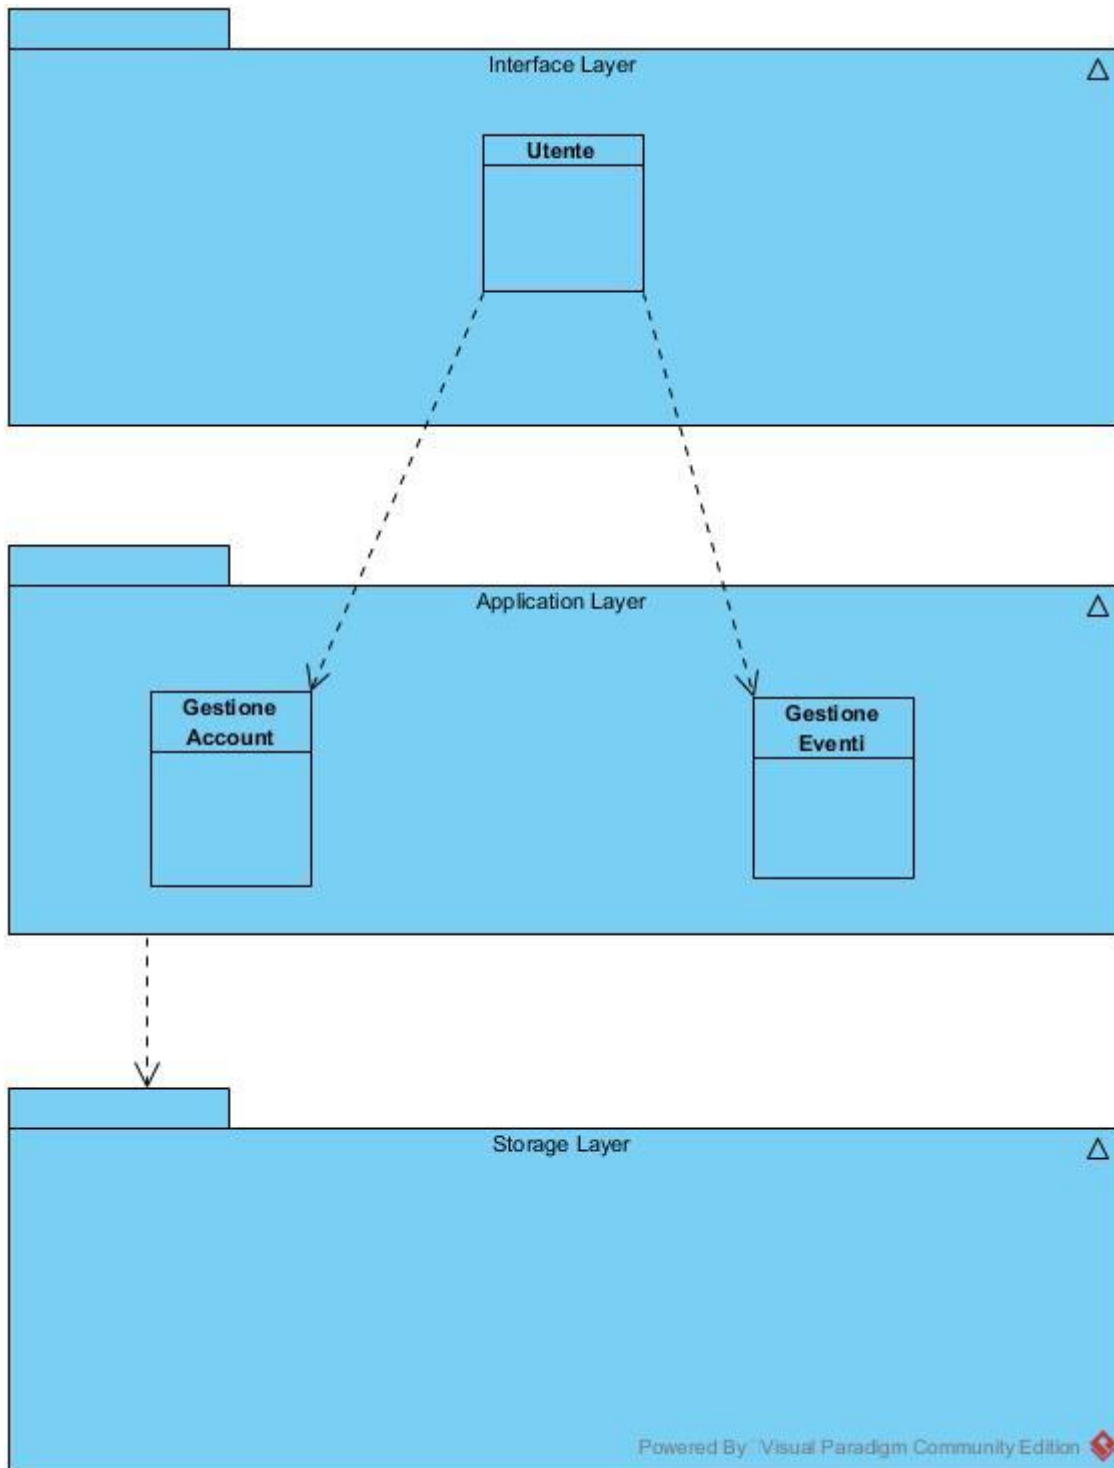 Interface Layer
Utente
Application Layer
Gestione
Account
Gestione
Eventi
Storage Layer
Powered By Visual Paradigm Community Edition